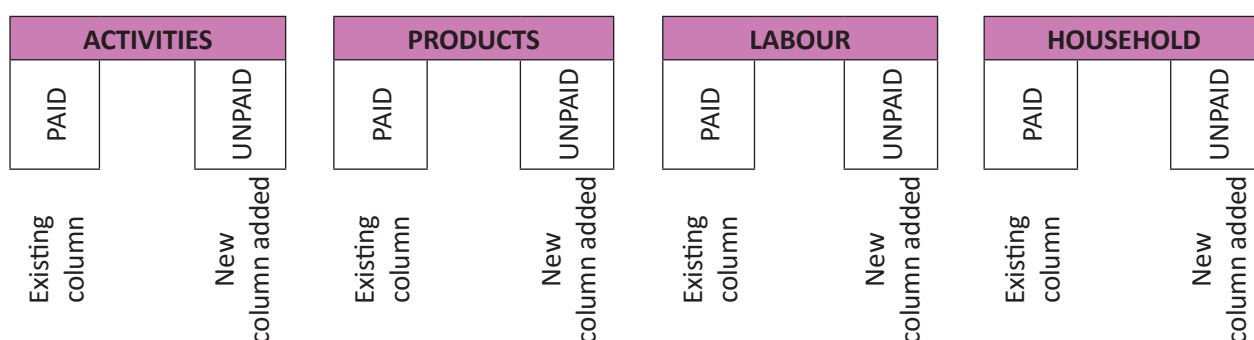 ACTIVITIES
PAID
UNPAID
Existing
column
New
column added
PRODUCTS
PAID
UNPAID
Existing
column
New
column added
LABOUR
PAID
UNPAID
Existing
column
New
column added
HOUSEHOLD
PAID
UNPAID
Existing
column
New
column added